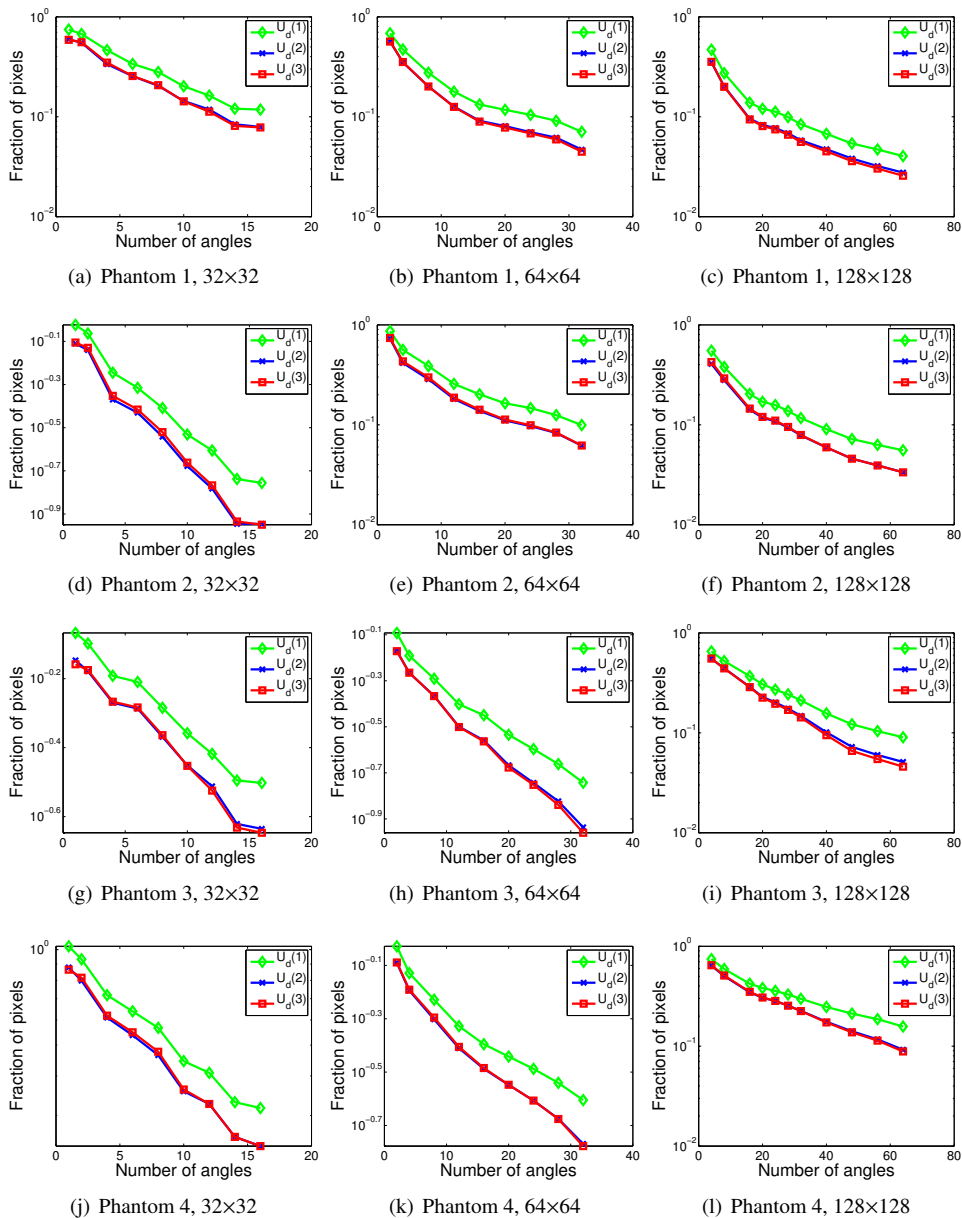 10^0
10^-1
10^-2
Fraction of pixels
U_d(1)
U_d(2)
U_d(3)
0 5 10 15 20
Number of angles
(a) Phantom 1, 32×32
10^0
10^-1
10^-2
Fraction of pixels
U_d(1)
U_d(2)
U_d(3)
0 10 20 30 40
Number of angles
(b) Phantom 1, 64×64
10^0
10^-1
10^-2
Fraction of pixels
U_d(1)
U_d(2)
U_d(3)
0 20 40 60 80
Number of angles
(c) Phantom 1, 128×128
10^-0.1
10^-0.3
10^-0.5
10^-0.7
10^-0.9
Fraction of pixels
U_d(1)
U_d(2)
U_d(3)
0 5 10 15 20
Number of angles
(d) Phantom 2, 32×32
10^0
10^-1
10^-2
Fraction of pixels
U_d(1)
U_d(2)
U_d(3)
0 10 20 30 40
Number of angles
(e) Phantom 2, 64×64
10^0
10^-1
10^-2
Fraction of pixels
U_d(1)
U_d(2)
U_d(3)
0 20 40 60 80
Number of angles
(f) Phantom 2, 128×128
10^-0.2
10^-0.4
10^-0.6
Fraction of pixels
U_d(1)
U_d(2)
U_d(3)
0 5 10 15 20
Number of angles
(g) Phantom 3, 32×32
10^-0.1
10^-0.3
10^-0.5
10^-0.7
10^-0.9
Fraction of pixels
U_d(1)
U_d(2)
U_d(3)
0 10 20 30 40
Number of angles
(h) Phantom 3, 64×64
10^0
10^-1
10^-2
Fraction of pixels
U_d(1)
U_d(2)
U_d(3)
0 20 40 60 80
Number of angles
(i) Phantom 3, 128×128
10^0
Fraction of pixels
U_d(1)
U_d(2)
U_d(3)
0 5 10 15 20
Number of angles
(j) Phantom 4, 32×32
10^-0.1
10^-0.3
10^-0.5
10^-0.7
Fraction of pixels
U_d(1)
U_d(2)
U_d(3)
0 10 20 30 40
Number of angles
(k) Phantom 4, 64×64
10^0
10^-1
10^-2
Fraction of pixels
U_d(1)
U_d(2)
U_d(3)
0 20 40 60 80
Number of angles
(l) Phantom 4, 128×128